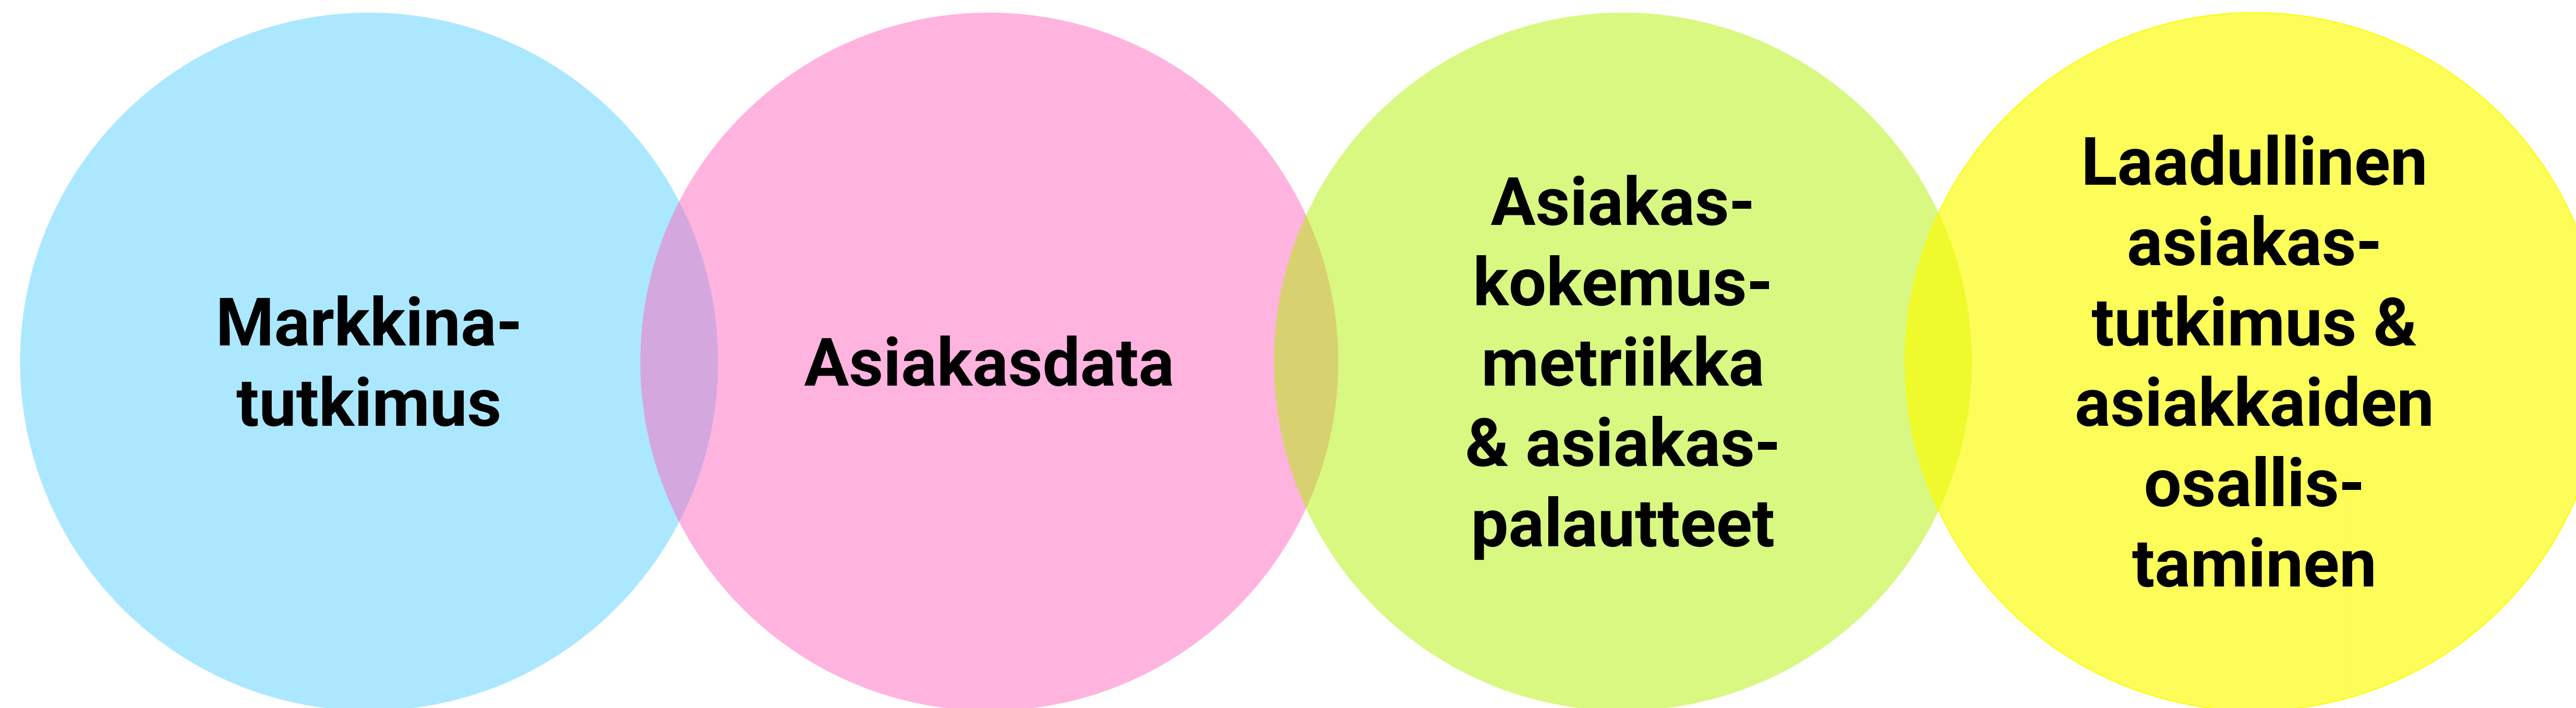 Markkina-
tutkimus
Asiakasdata
Asiakas-
kokemus-
metriikka
& asiakas-
palautteet
Laadullinen
asiakas-
tutkimus &
asiakkaiden
osallis-
taminen